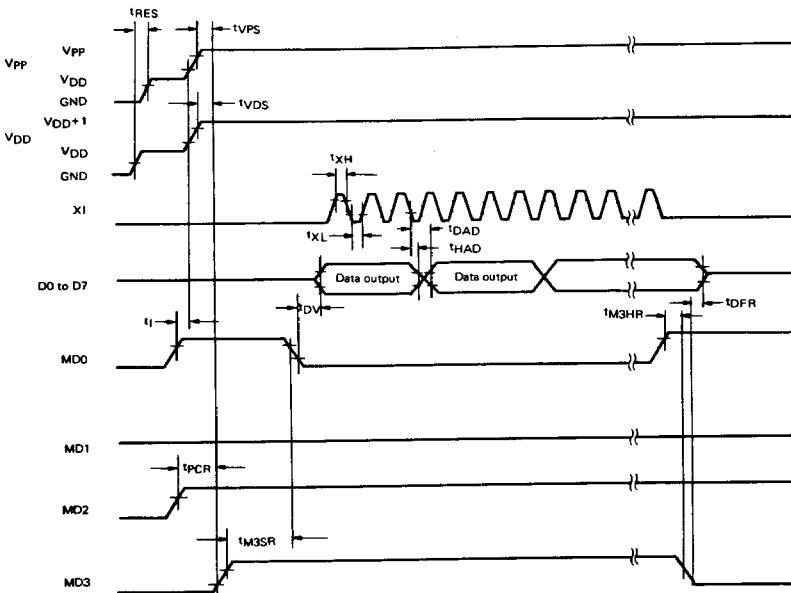 tRES
tVPS
VPP
VPP
VDD
GND
tVDS
VDD+1
VDD
VDD
GND
tXH
XI
tXL
tDAD
tHAD
D0 to D7
Data output
Data output
tDV
tDFR
tI
tM3HR
MD0
MD1
tPCR
MD2
tM3SR
MD3